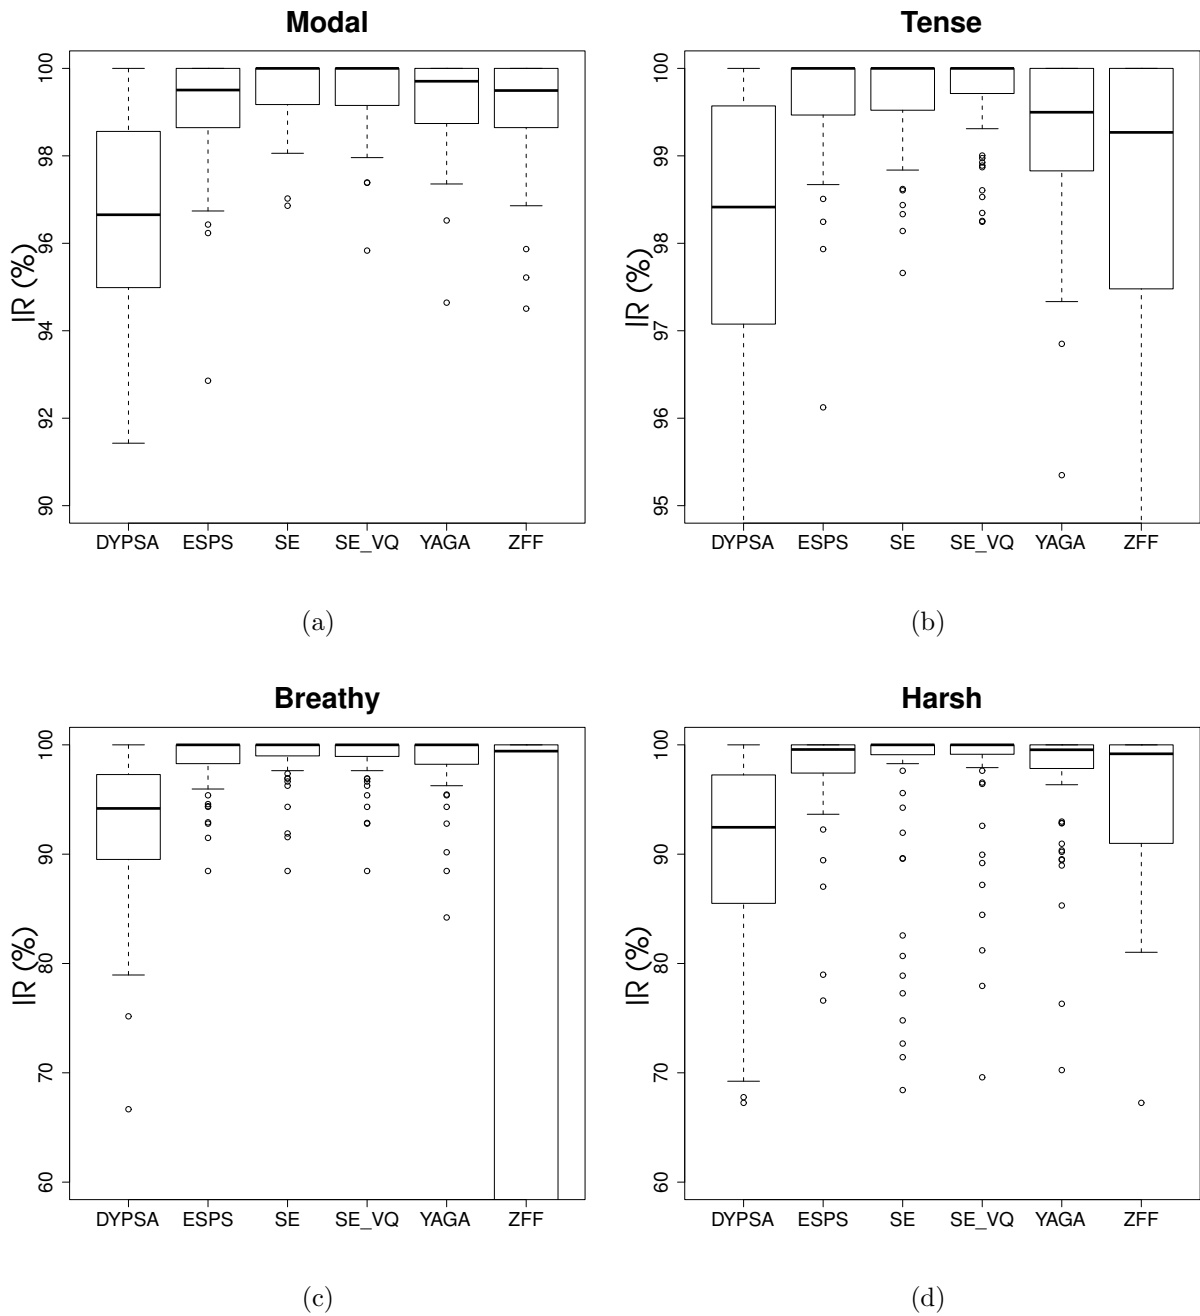 Modal
IR (%)
100
98
96
94
92
90
DYPSA ESPS SE SE_VQ YAGA ZFF
(a)
Tense
IR (%)
100
99
98
97
96
95
DYPSA ESPS SE SE_VQ YAGA ZFF
(b)
Breathy
IR (%)
100
90
80
70
60
DYPSA ESPS SE SE_VQ YAGA ZFF
(c)
Harsh
IR (%)
100
90
80
70
60
DYPSA ESPS SE SE_VQ YAGA ZFF
(d)